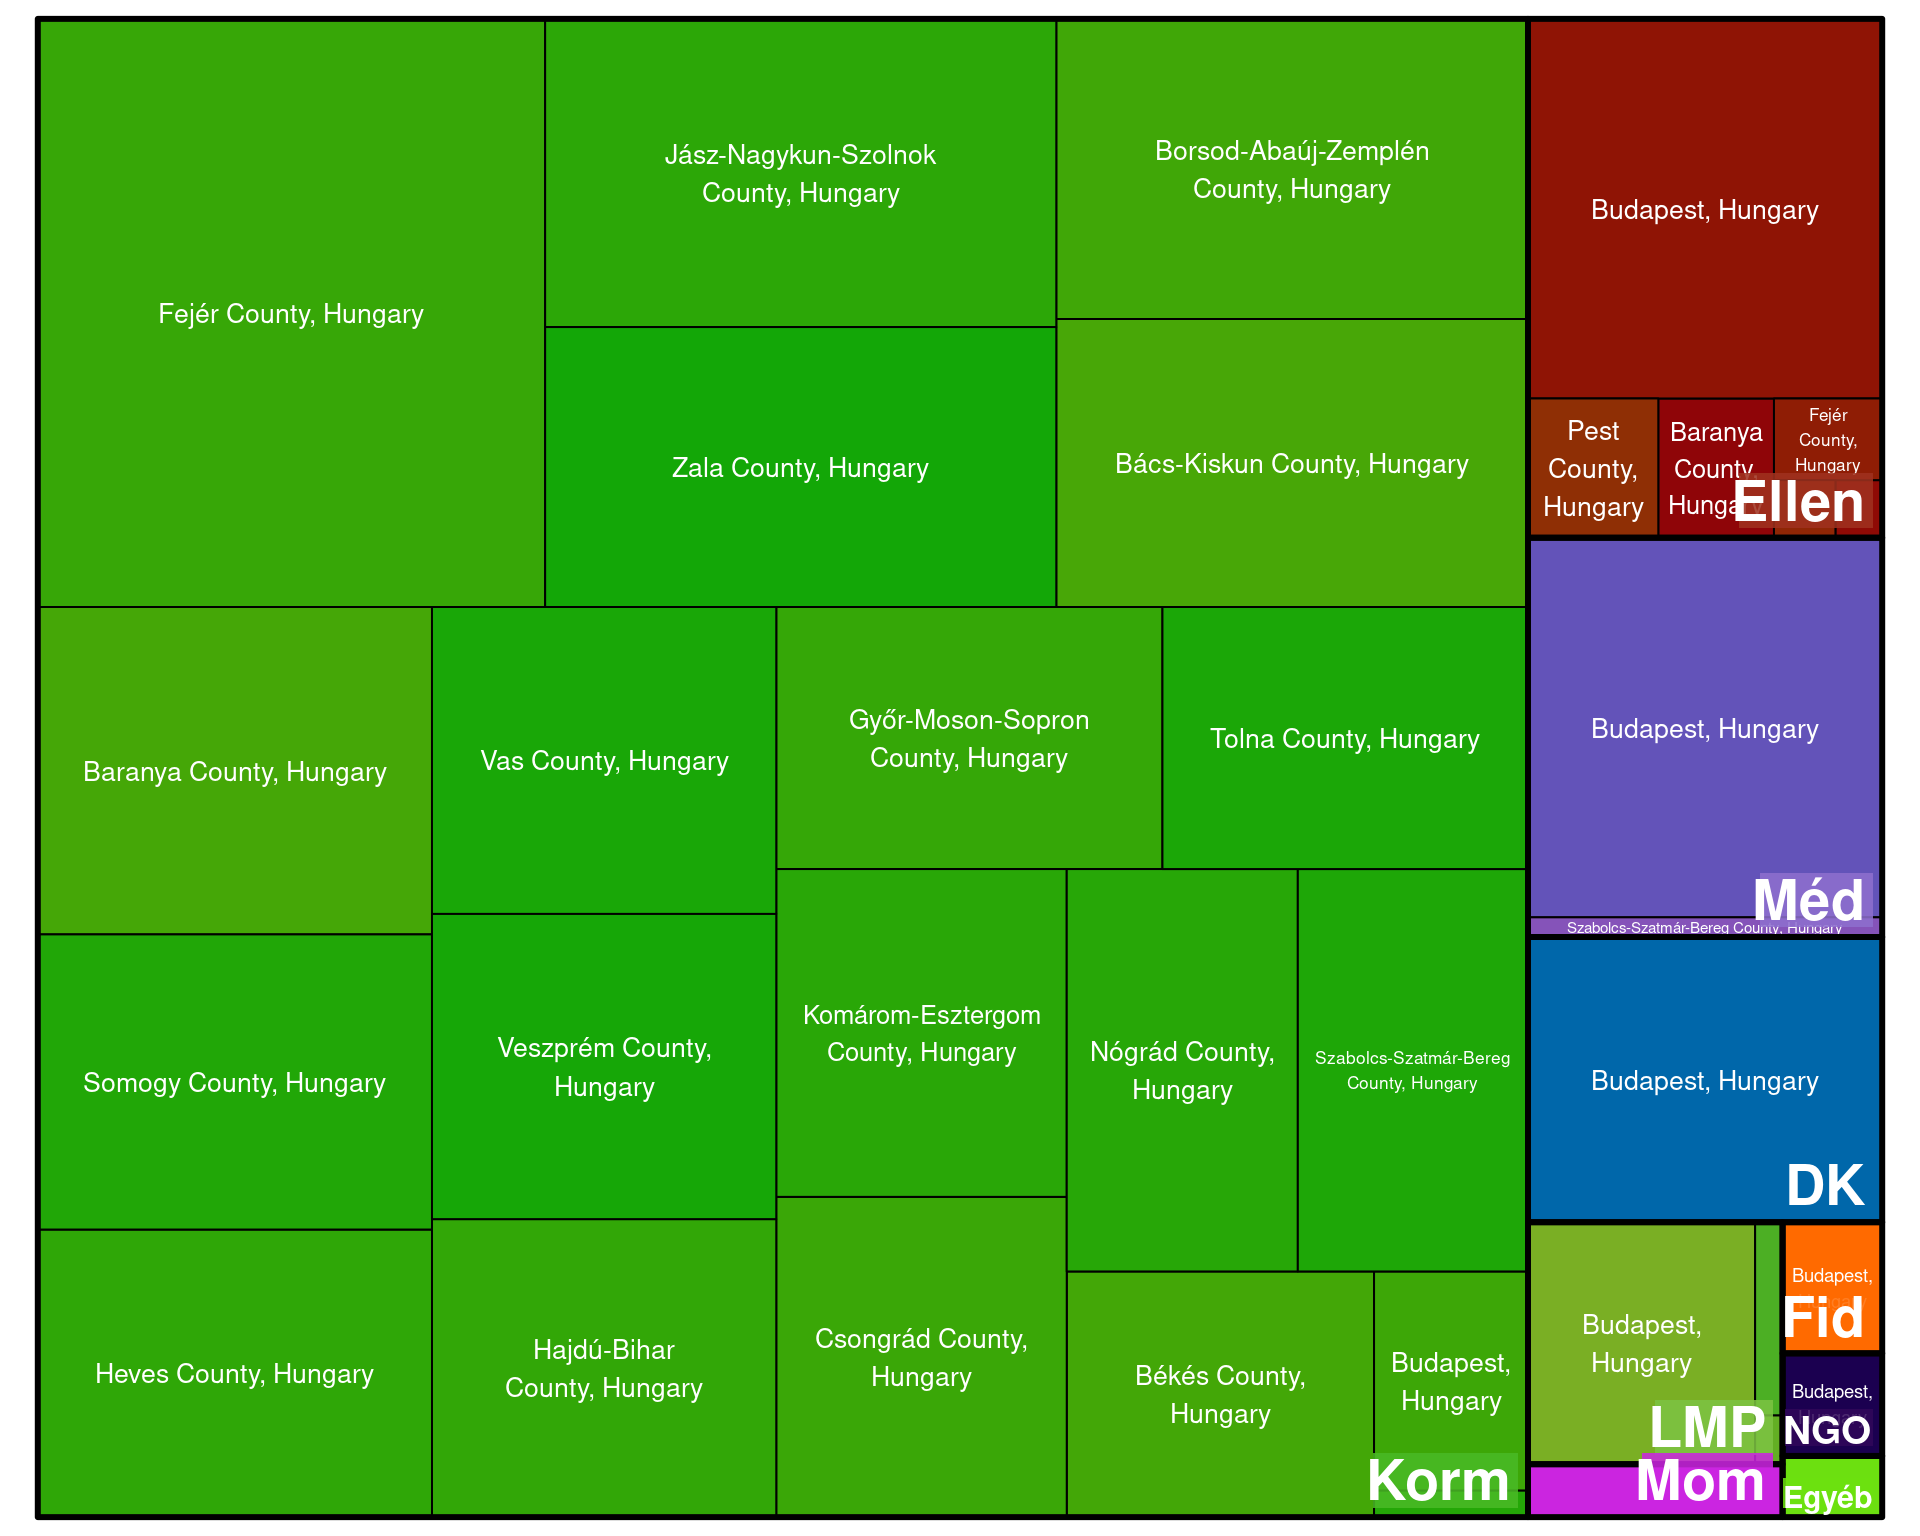 Fejér County, Hungary
Jász-Nagykun-Szolnok
County, Hungary
Borsod-Abaúj-Zemplén
County, Hungary
Zala County, Hungary
Bács-Kiskun County, Hungary
Baranya County, Hungary
Vas County, Hungary
Győr-Moson-Sopron
County, Hungary
Tolna County, Hungary
Somogy County, Hungary
Veszprém County,
Hungary
Komárom-Esztergom
County, Hungary
Nógrád County,
Hungary
Szabolcs-Szatmár-Bereg
County, Hungary
Heves County, Hungary
Hajdú-Bihar
County, Hungary
Csongrád County,
Hungary
Békés County,
Hungary
Budapest,
Hungary
Korm
Budapest, Hungary
Pest
County,
Hungary
Baranya
County,
Hungary
Fejér
County,
Hungary
Ellen
Budapest, Hungary
Méd
Szabolcs-Szatmár-Bereg County, Hungary
Budapest, Hungary
DK
Budapest,
Hungary
LMP
Mom
Budapest,
Fid
Budapest,
Hungary
NGO
Egyéb